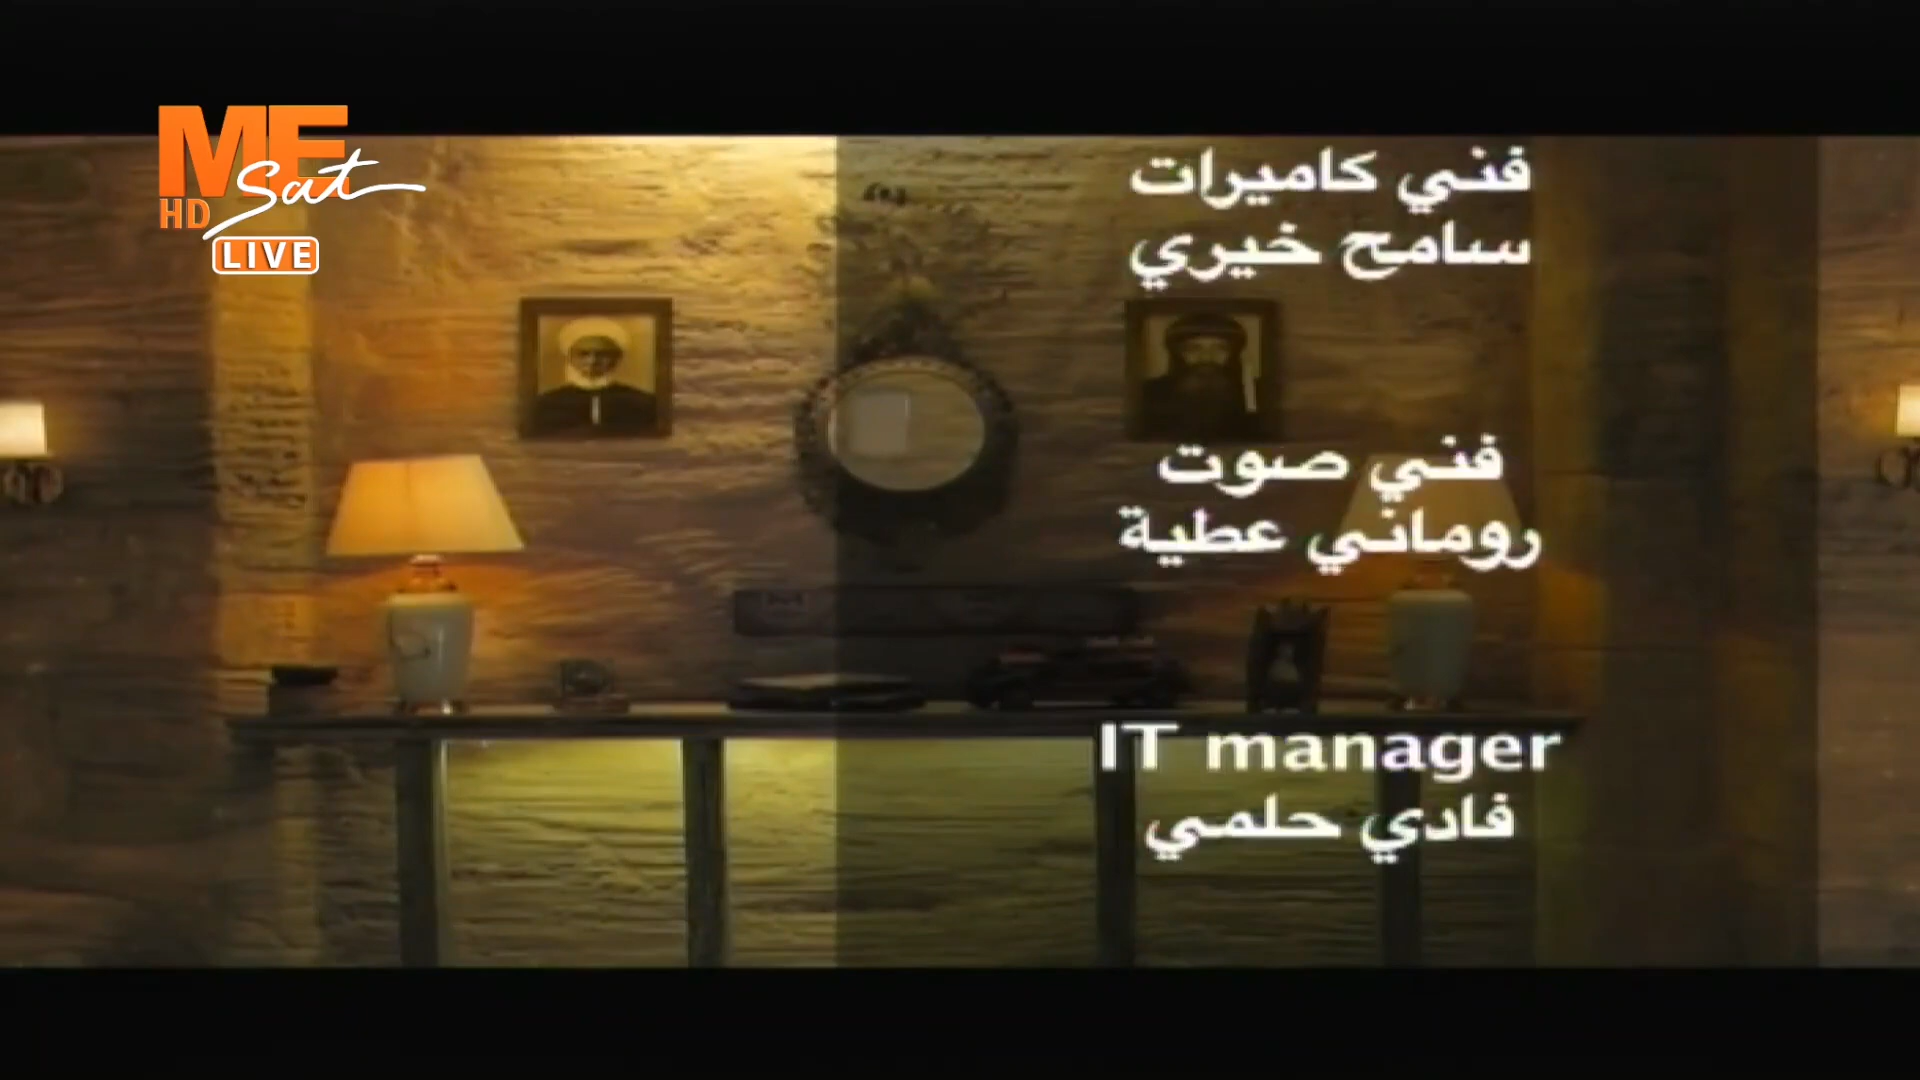 ME
Sat
HD
LIVE
فني كاميرات
سامح خيري
فني صوت
روماني عطية
IT manager
فادي حلمي